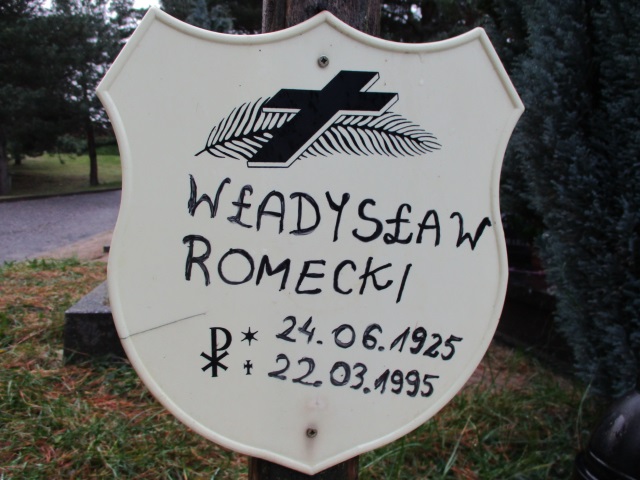 WŁADYSŁAW
ROMECKI
* 24.06.1925
✝ 22.03.1995